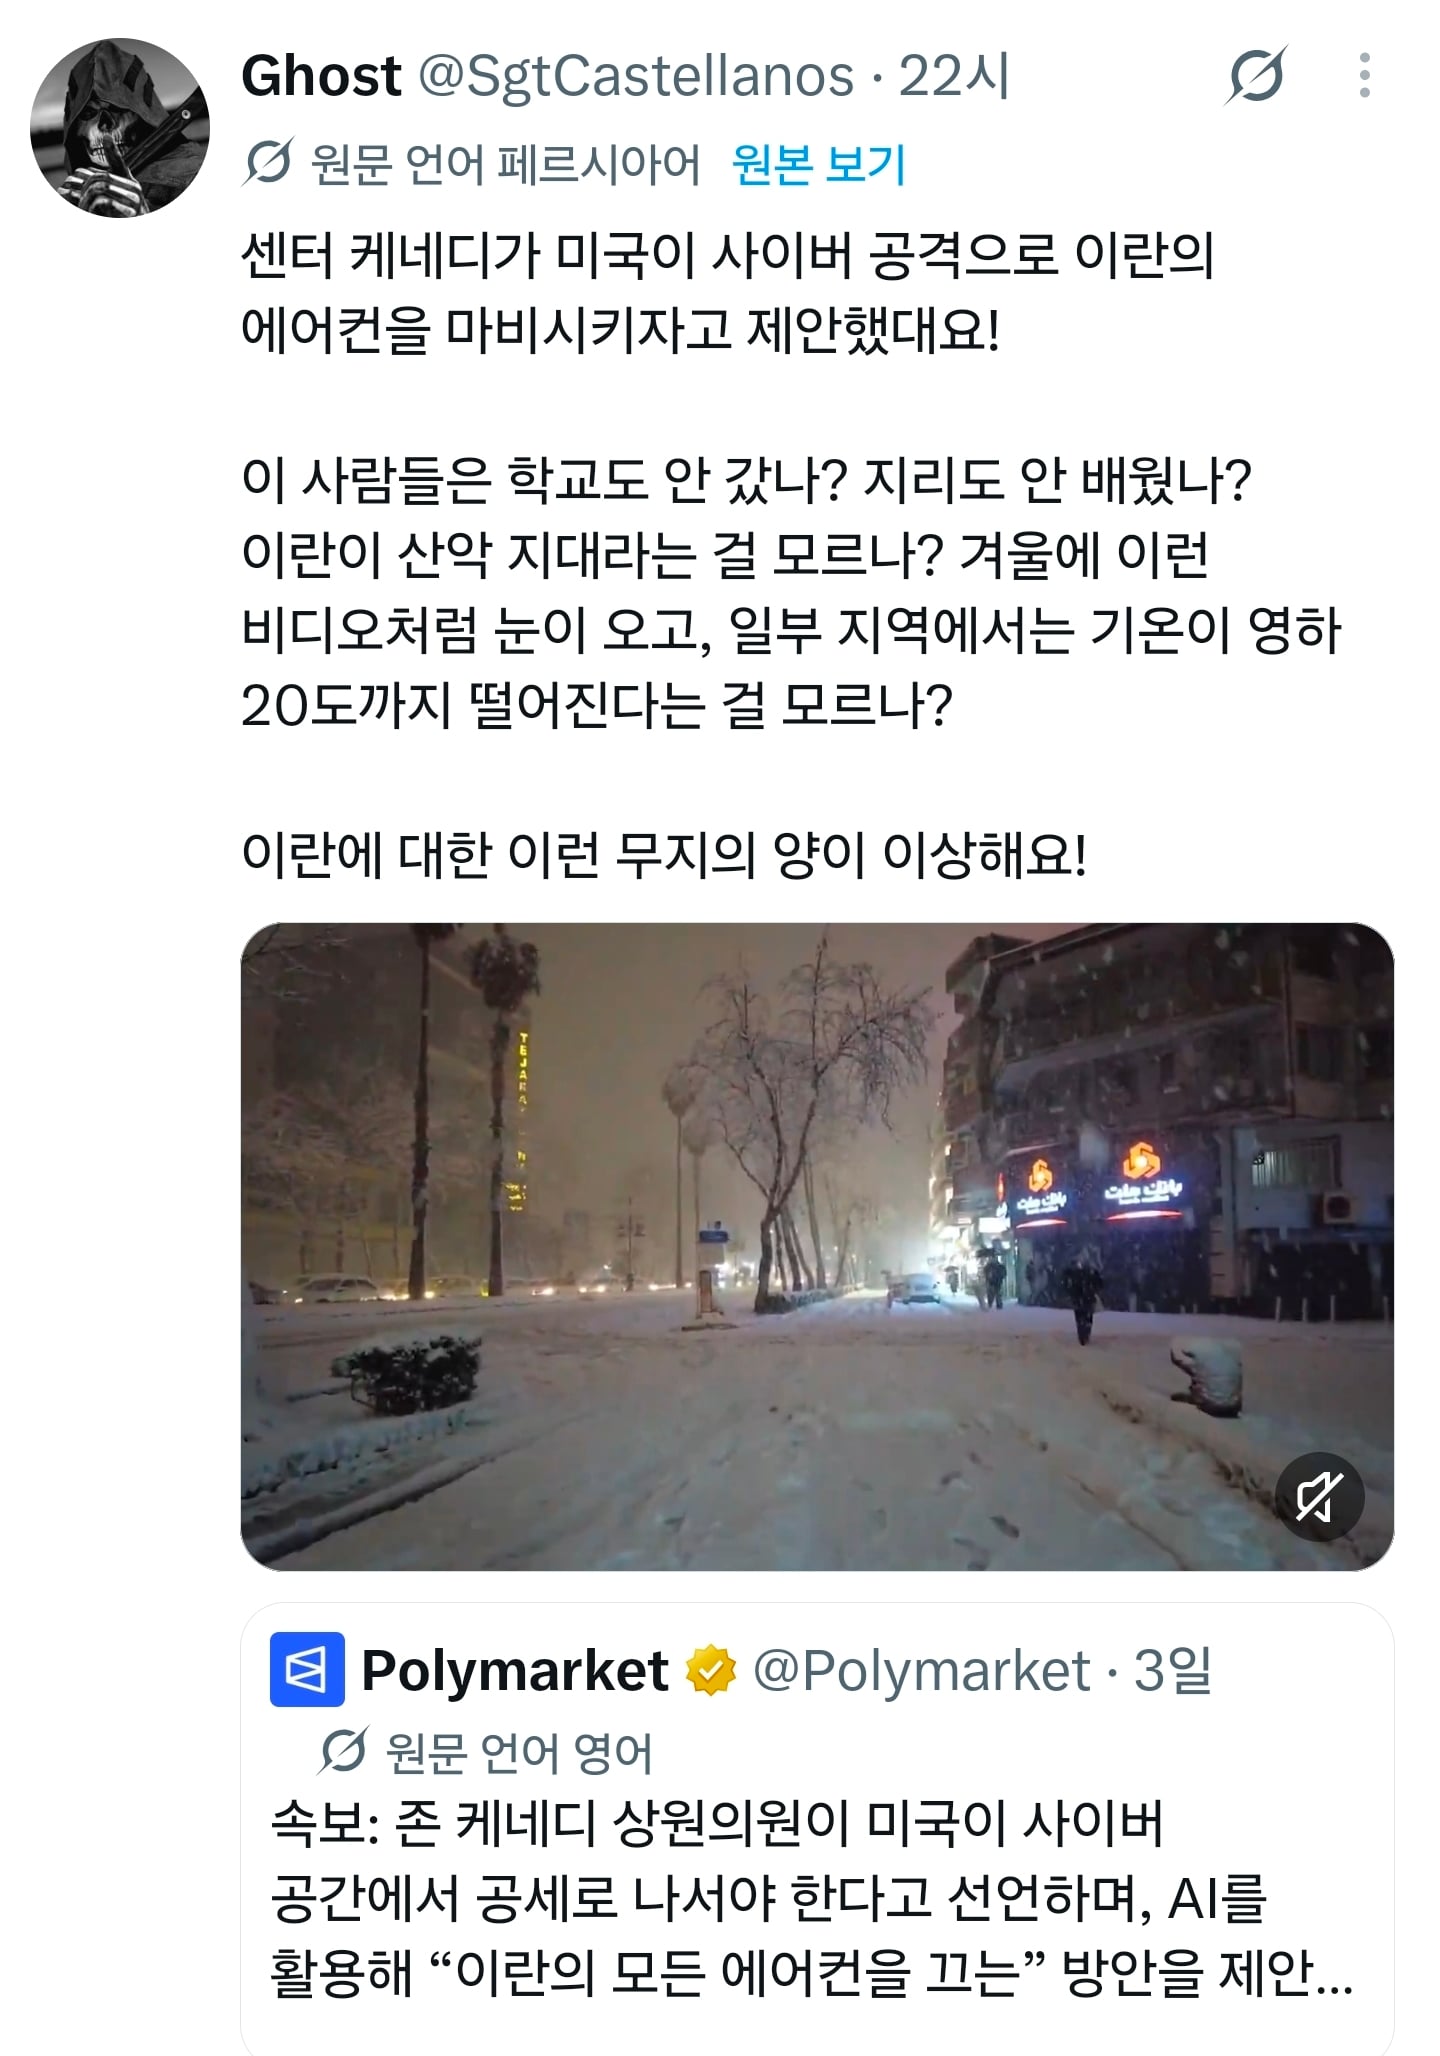 Ghost @SgtCastellanos · 22시
원문 언어 페르시아어 원본 보기
센터 케네디가 미국이 사이버 공격으로 이란의
에어컨을 마비시키자고 제안했대요!
이 사람들은 학교도 안 갔나? 지리도 안 배웠나?
이란이 산악 지대라는 걸 모르나? 겨울에 이런
비디오처럼 눈이 오고, 일부 지역에서는 기온이 영하
20도까지 떨어진다는 걸 모르나?
이란에 대한 이런 무지의 양이 이상해요!
بانک ملت
بانک ملت
Polymarket @Polymarket · 3일
원문 언어 영어
속보: 존 케네디 상원의원이 미국이 사이버
공간에서 공세로 나서야 한다고 선언하며, AI를
활용해 “이란의 모든 에어컨을 끄는” 방안을 제안...